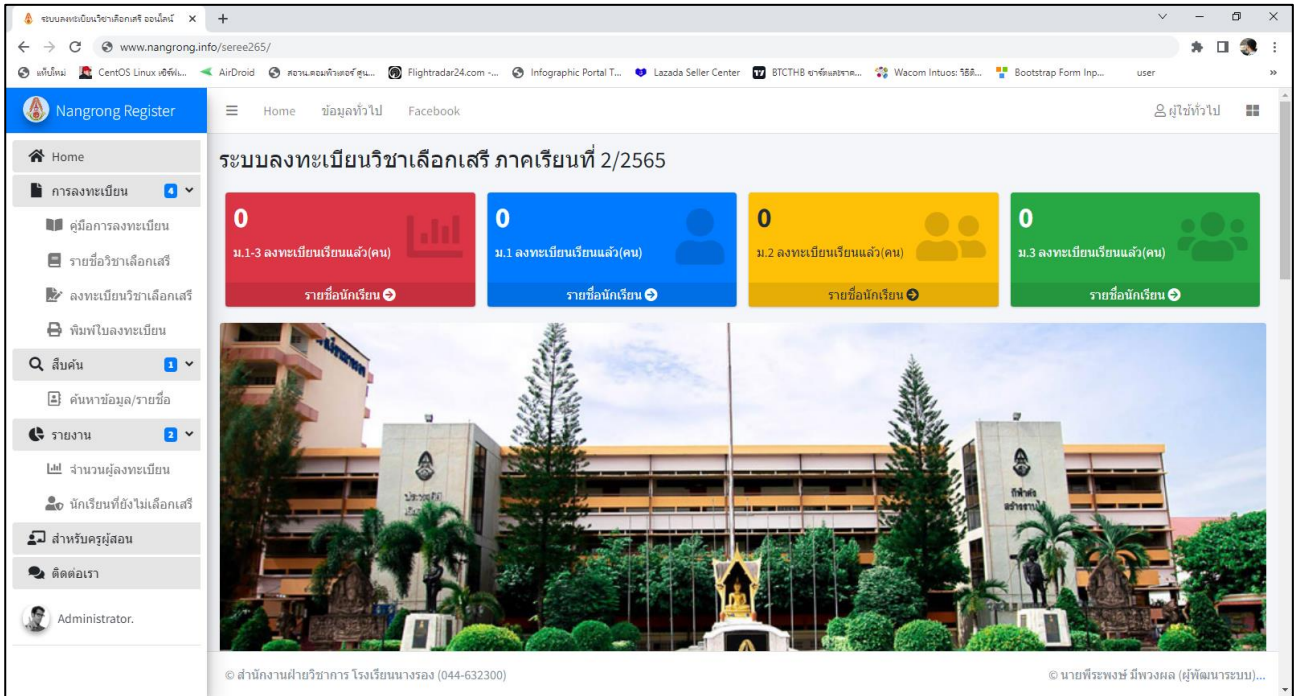 ระบบลงทะเบียนวิชาเลือกเสรี ออนไลน์
www.nangrong.info/seree265/
แท็บใหม่ CentOS Linux AirDroid Flightradar24.com -... Infographic Portal T... Lazada Seller Center Wacom Intuos: Bootstrap Form Inp... user
Nangrong Register
Home ข้อมูลทั่วไป Facebook
ผู้ใช้ทั่วไป
Home
การลงทะเบียน 4
คู่มือการลงทะเบียน
รายชื่อวิชาเลือกเสรี
ลงทะเบียนวิชาเลือกเสรี
พิมพ์ใบลงทะเบียน
สืบค้น 1
ค้นหาข้อมูล/รายชื่อ
รายงาน 2
จำนวนผู้ลงทะเบียน
นักเรียนที่ยังไม่เลือกเสรี
สำหรับครูผู้สอน
ติดต่อเรา
Administrator.
ระบบลงทะเบียนวิชาเลือกเสรี ภาคเรียนที่ 2/2565
0
ม.1-3 ลงทะเบียนเรียนแล้ว(คน)
รายชื่อนักเรียน
0
ม.1 ลงทะเบียนเรียนแล้ว(คน)
รายชื่อนักเรียน
0
ม.2 ลงทะเบียนเรียนแล้ว(คน)
รายชื่อนักเรียน
0
ม.3 ลงทะเบียนเรียนแล้ว(คน)
รายชื่อนักเรียน
© สำนักงานฝ่ายวิชาการ โรงเรียนนางรอง (044-632300)
© นายพีระพงษ์ มีพวงผล (ผู้พัฒนาระบบ)...